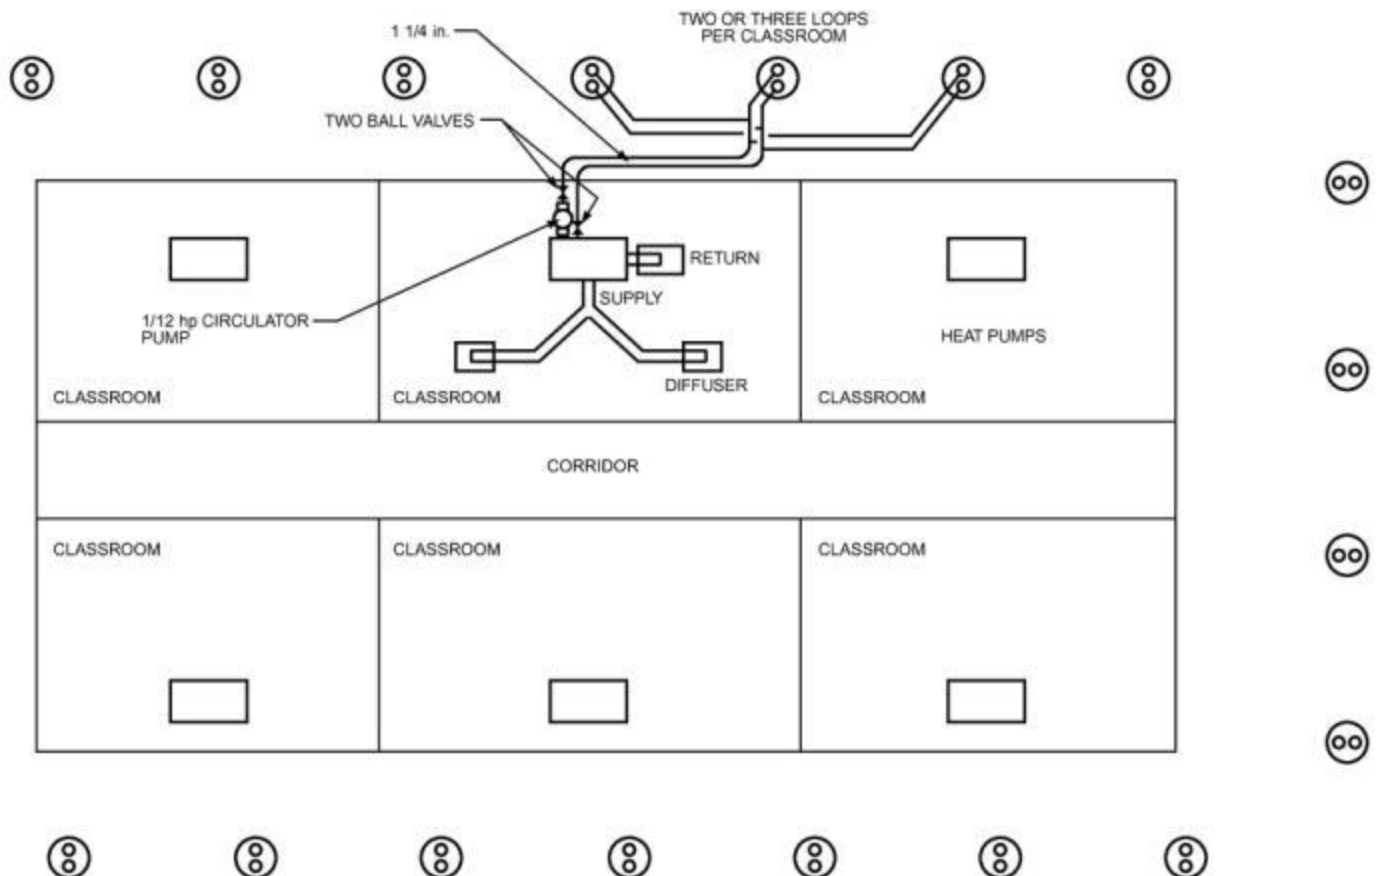 1 1/4 in.
TWO OR THREE LOOPS
PER CLASSROOM
TWO BALL VALVES
RETURN
SUPPLY
1/12 hp CIRCULATOR
PUMP
HEAT PUMPS
DIFFUSER
CLASSROOM
CLASSROOM
CLASSROOM
CORRIDOR
CLASSROOM
CLASSROOM
CLASSROOM